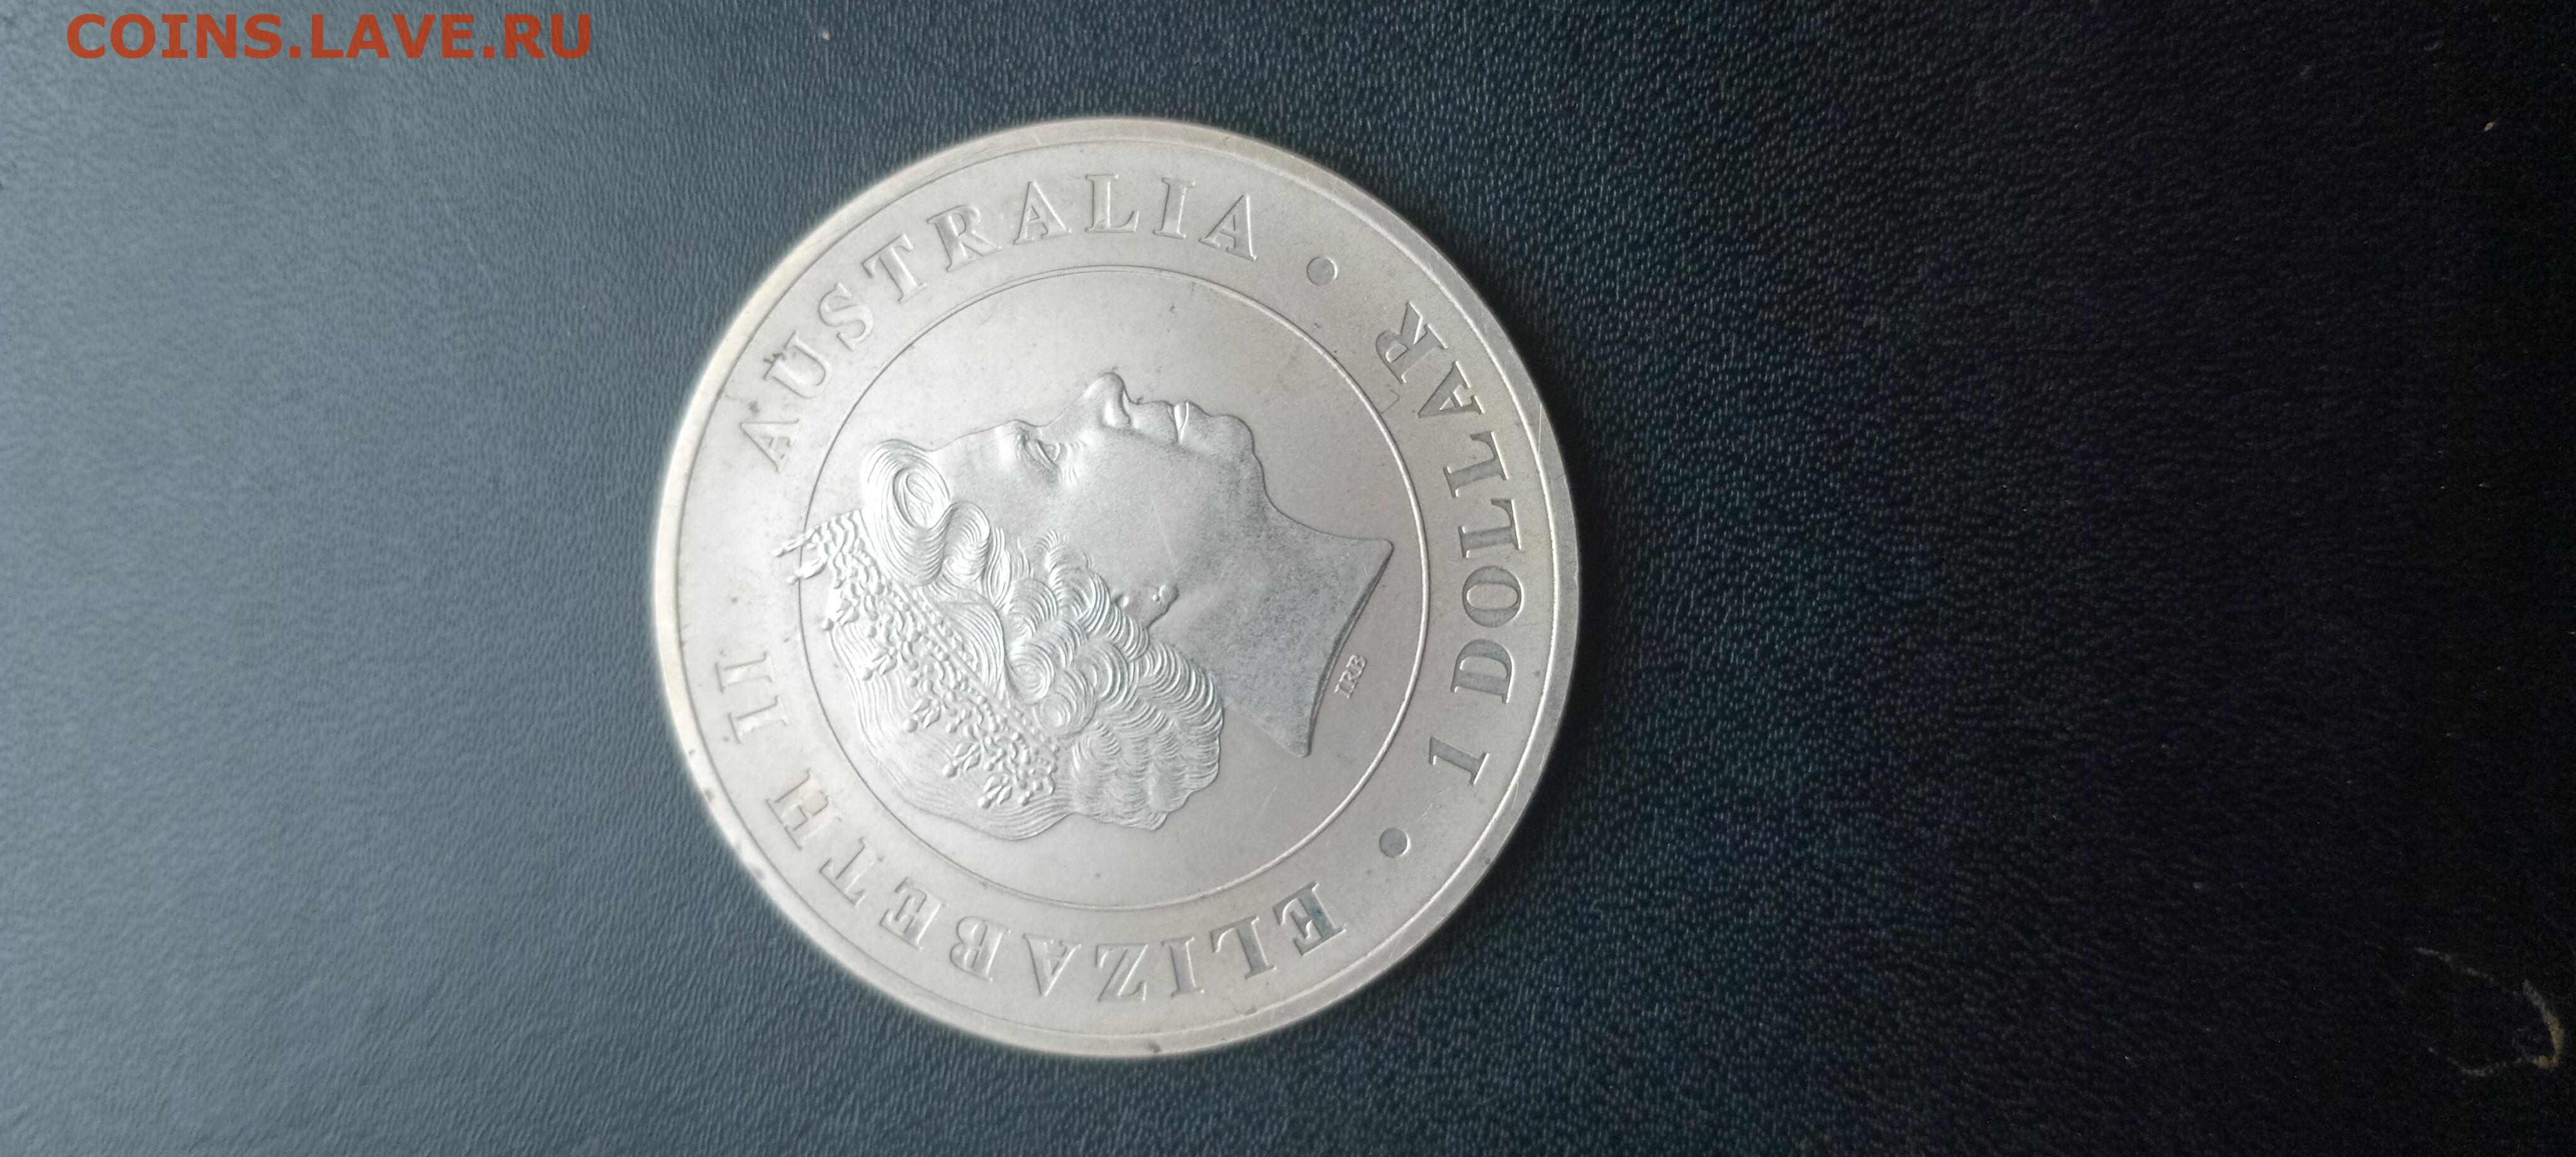 COINS.LAVE.RU
ELIZABETH II AUSTRALIA • 1 DOLLAR •
IRB